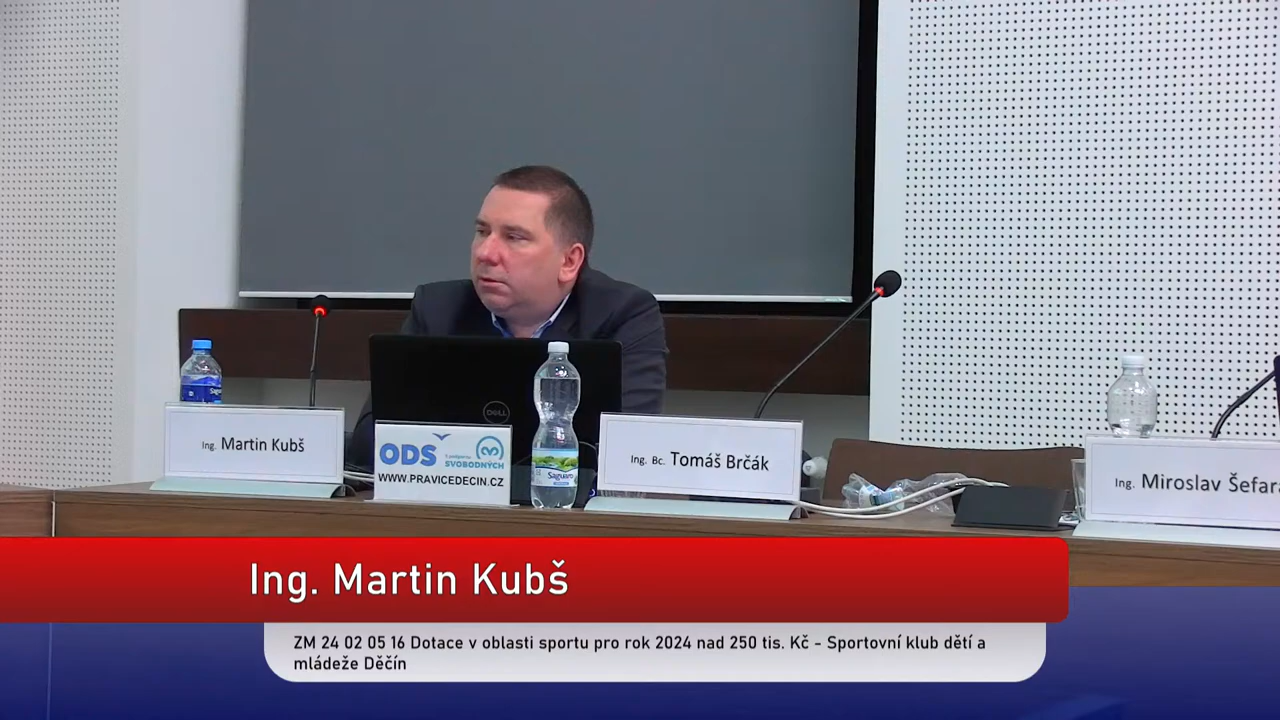 DELL
Ing. Martin Kubš
ODS
SVOBODNÝCH
WWW.PRAVICEDECIN.CZ
Saguaro
Ing. Bc. Tomáš Brčák
Ing. Miroslav Šefara
Ing. Martin Kubš
ZM 24 02 05 16 Dotace v oblasti sportu pro rok 2024 nad 250 tis. Kč - Sportovní klub dětí a
mládeže Děčín